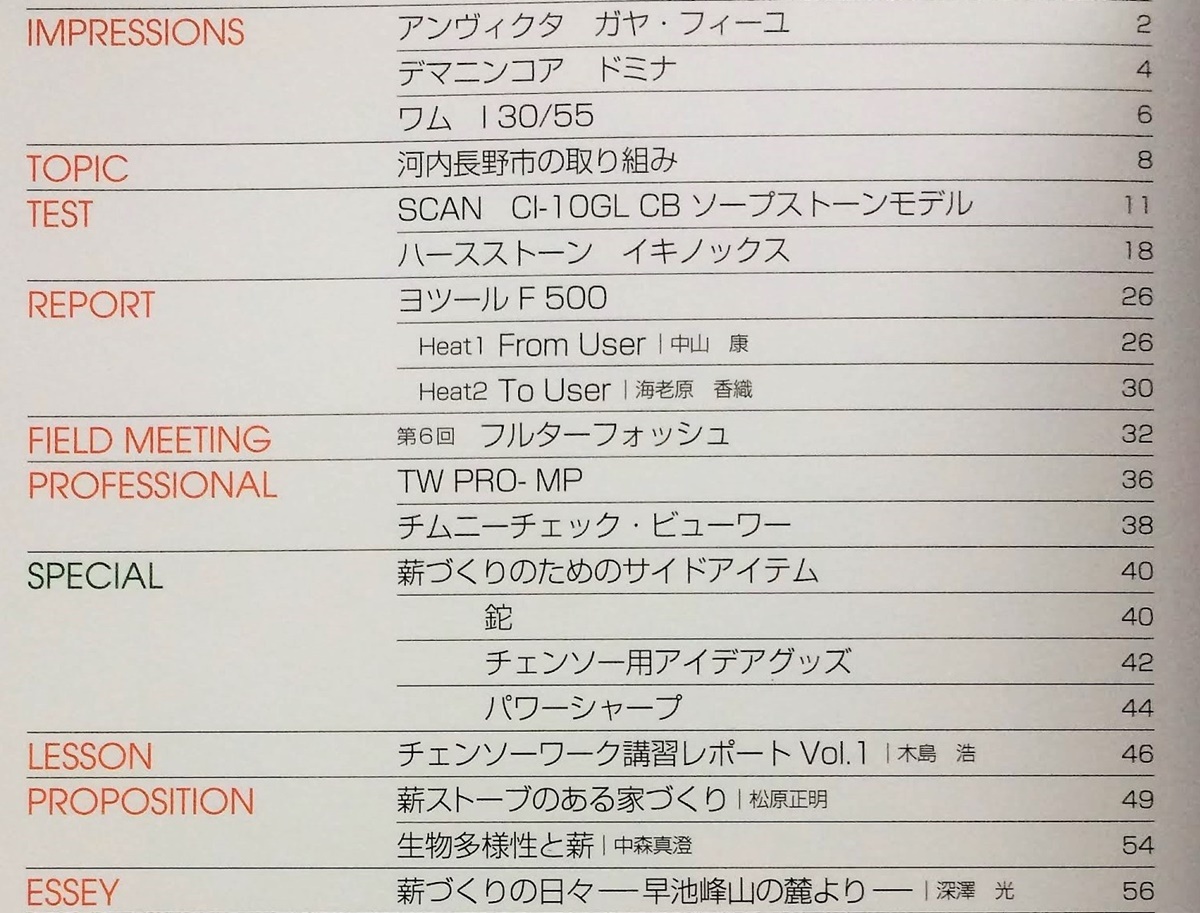 IMPRESSIONS アンヴィクタ ガヤ・フィーユ 2
デマニンコア ドミナ 4
ワム I 30/55 6
TOPIC 河内長野市の取り組み 8
TEST SCAN CI-10GL CB ソープストーンモデル 11
ハースストーン イキノックス 18
REPORT ヨツール F 500 26
Heat1 From User | 中山 康 26
Heat2 To User | 海老原 香織 30
FIELD MEETING 第6回 フルターフォッシュ 32
PROFESSIONAL TW PRO- MP 36
チムニーチェック・ビューワー 38
SPECIAL 薪づくりのためのサイドアイテム 40
鉈 40
チェンソー用アイデアグッズ 42
パワーシャープ 44
LESSON チェンソーワーク講習レポート Vol.1 | 木島 浩 46
PROPOSITION 薪ストーブのある家づくり | 松原正明 49
生物多様性と薪 | 中森真澄 54
ESSEY 薪づくりの日々―早池峰山の麓より― | 深澤 光 56